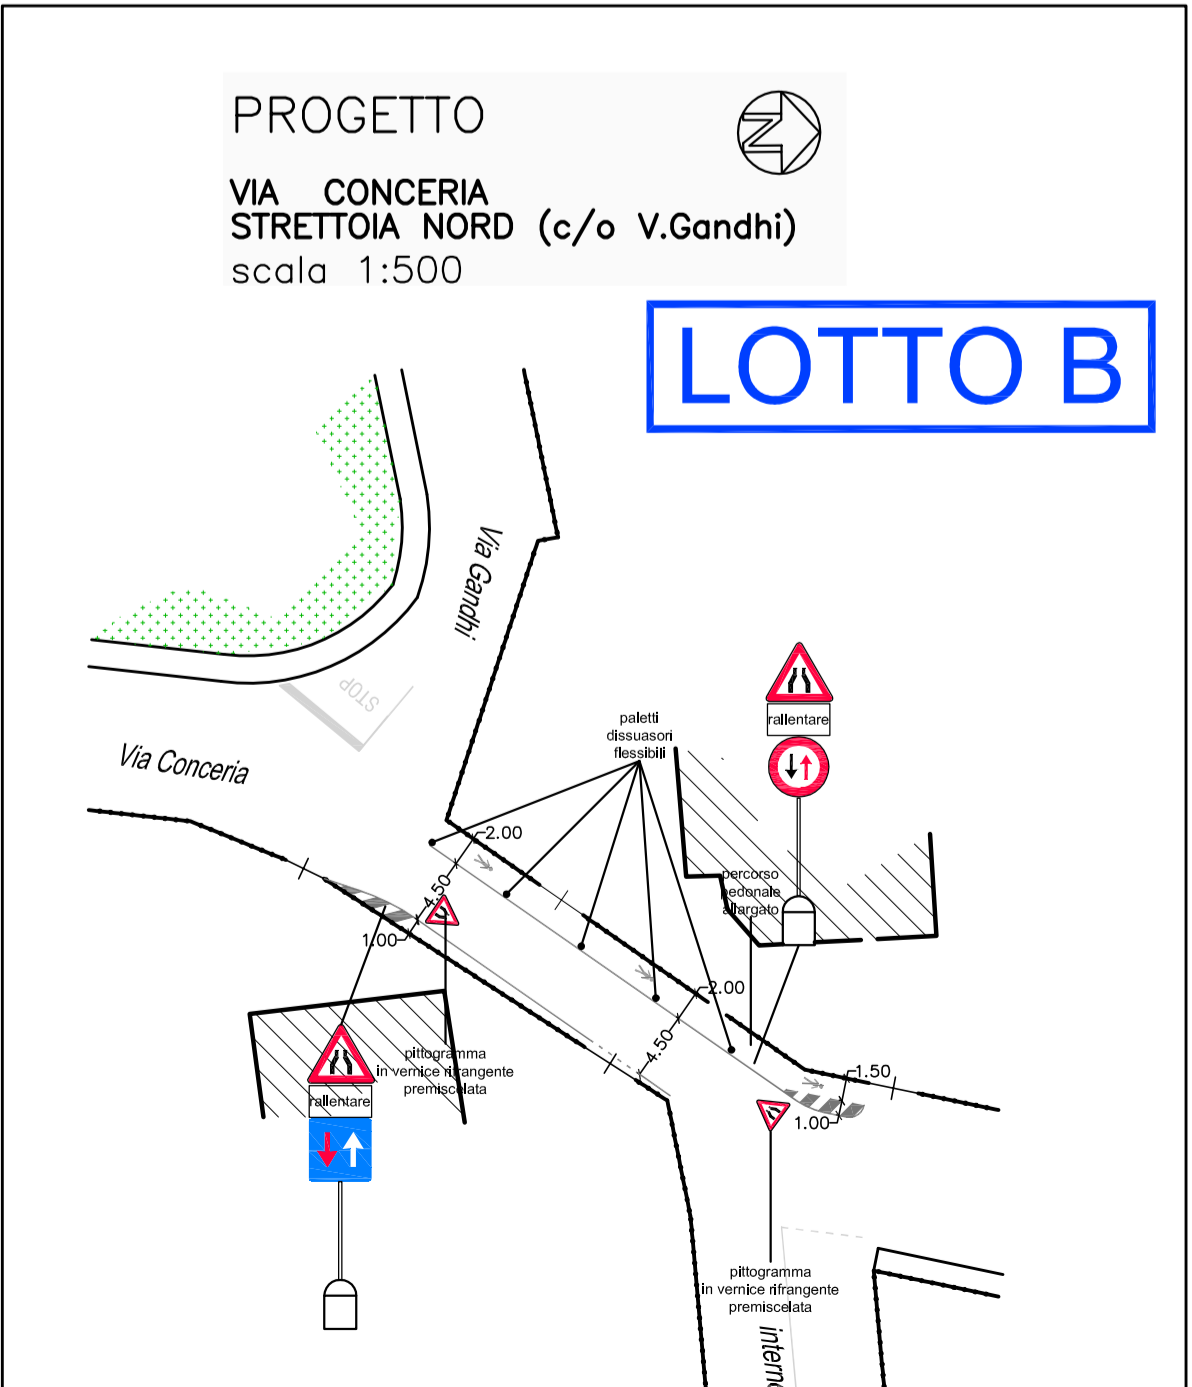 PROGETTO
N
VIA CONCERIA
STRETTOIA NORD (c/o V.Gandhi)
scala 1:500
LOTTO B
Via Gandhi
STOP
Via Conceria
paletti
dissuasori
flessibili
rallentare
2.00
4.50
1.00
percorso
pedonale
allargato
2.00
4.50
1.50
1.00
pittogramma
in vernice rifrangente
premiscelata
rallentare
pittogramma
in vernice rifrangente
premiscelata